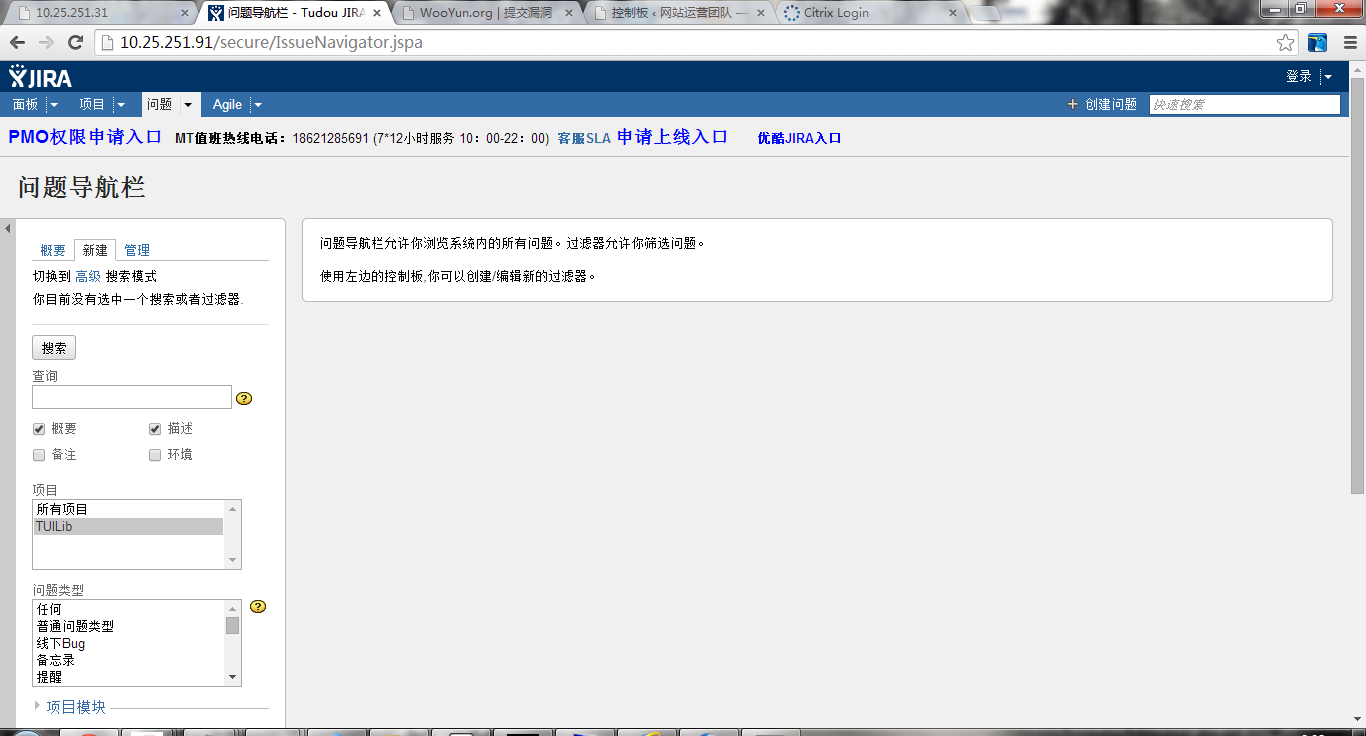 10.25.251.31
问题导航栏 - Tudou JIRA
WooYun.org | 提交漏洞
控制板 ‹ 网站运营团队 —
Citrix Login
10.25.251.91/secure/IssueNavigator.jspa
JIRA
登录
面板 项目 问题 Agile
创建问题 快速搜索
PMO权限申请入口 MT值班热线电话：18621285691 (7*12小时服务 10：00-22：00) 客服SLA 申请上线入口 优酷JIRA入口
问题导航栏
概要 新建 管理
切换到 高级 搜索模式
你目前没有选中一个搜索或者过滤器.
搜索
查询
概要 描述
备注 环境
项目
所有项目
TUILib
问题类型
任何
普通问题类型
线下Bug
备忘录
提醒
项目模块
问题导航栏允许你浏览系统内的所有问题。过滤器允许你筛选问题。
使用左边的控制板,你可以创建/编辑新的过滤器。